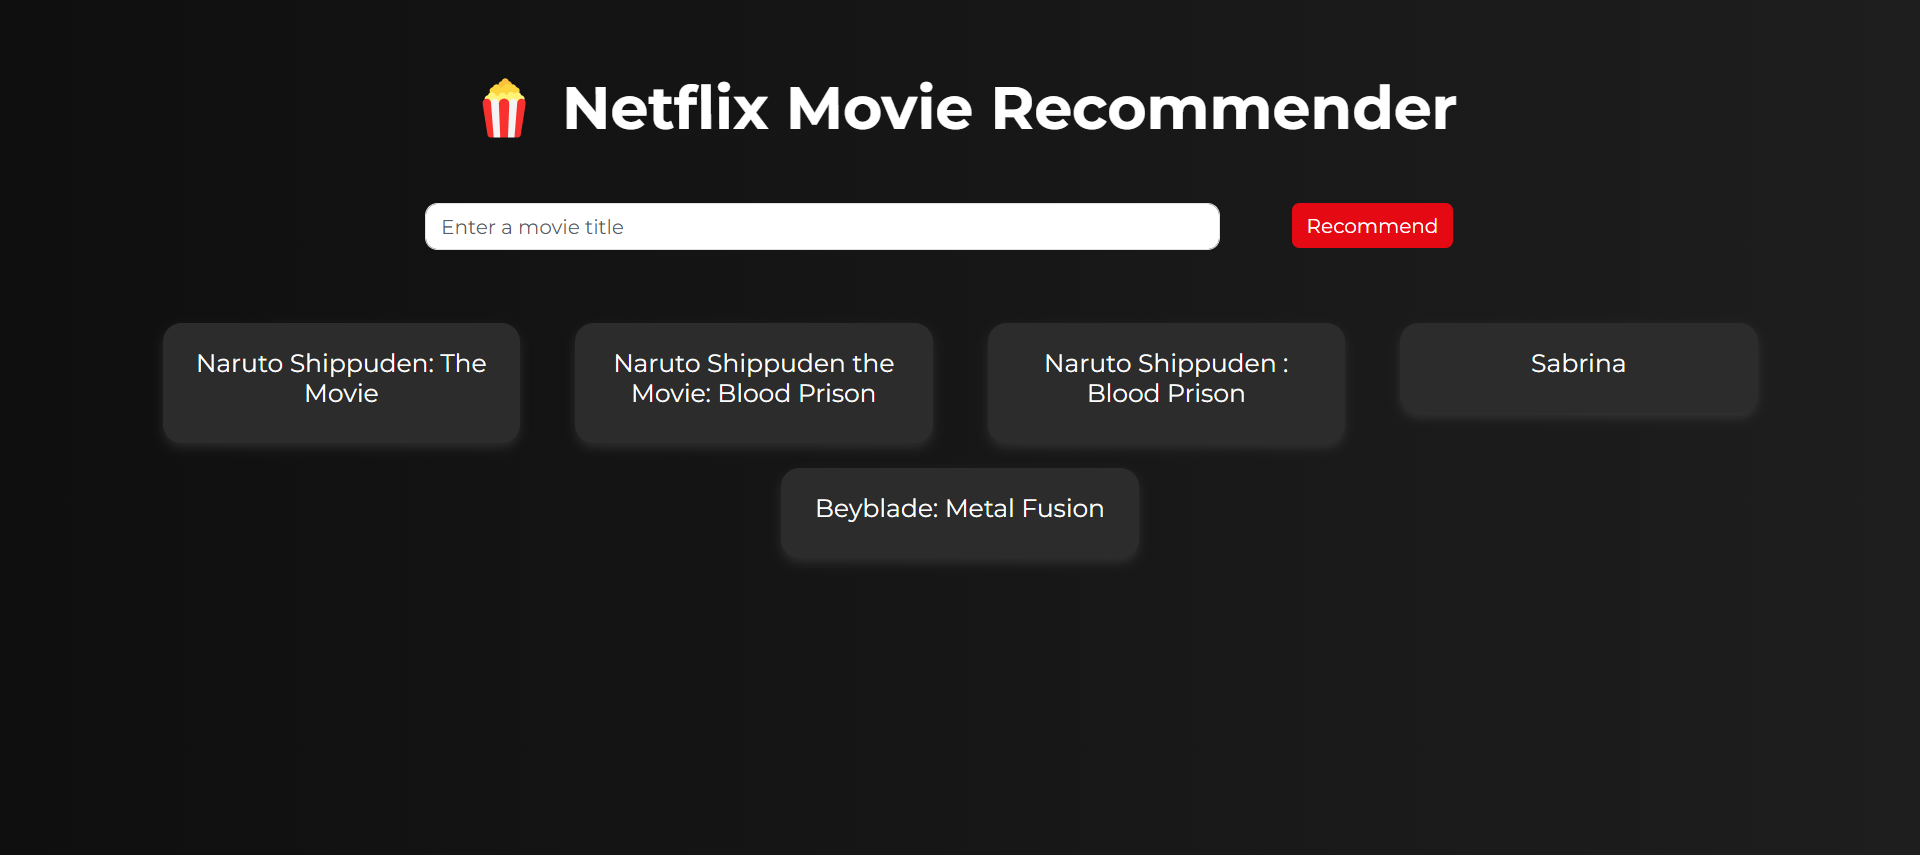 Netflix Movie Recommender
Enter a movie title
Recommend
Naruto Shippuden: The
Movie
Naruto Shippuden the
Movie: Blood Prison
Naruto Shippuden :
Blood Prison
Sabrina
Beyblade: Metal Fusion